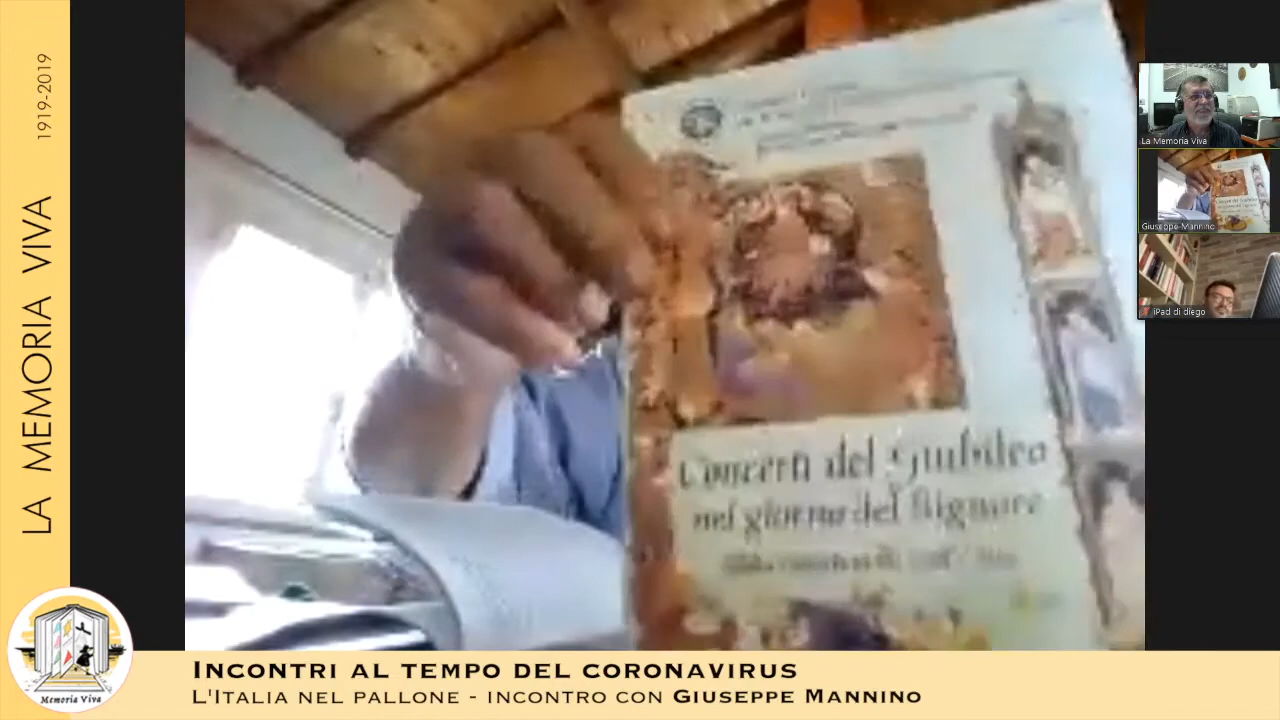 1919-2019
LA MEMORIA VIVA
Memoria Viva
Concerti del Giubileo
nel giorno del Signore
La Memoria Viva
Giuseppe Mannino
iPad di diego
INCONTRI AL TEMPO DEL CORONAVIRUS
L'ITALIA NEL PALLONE - INCONTRO CON GIUSEPPE MANNINO